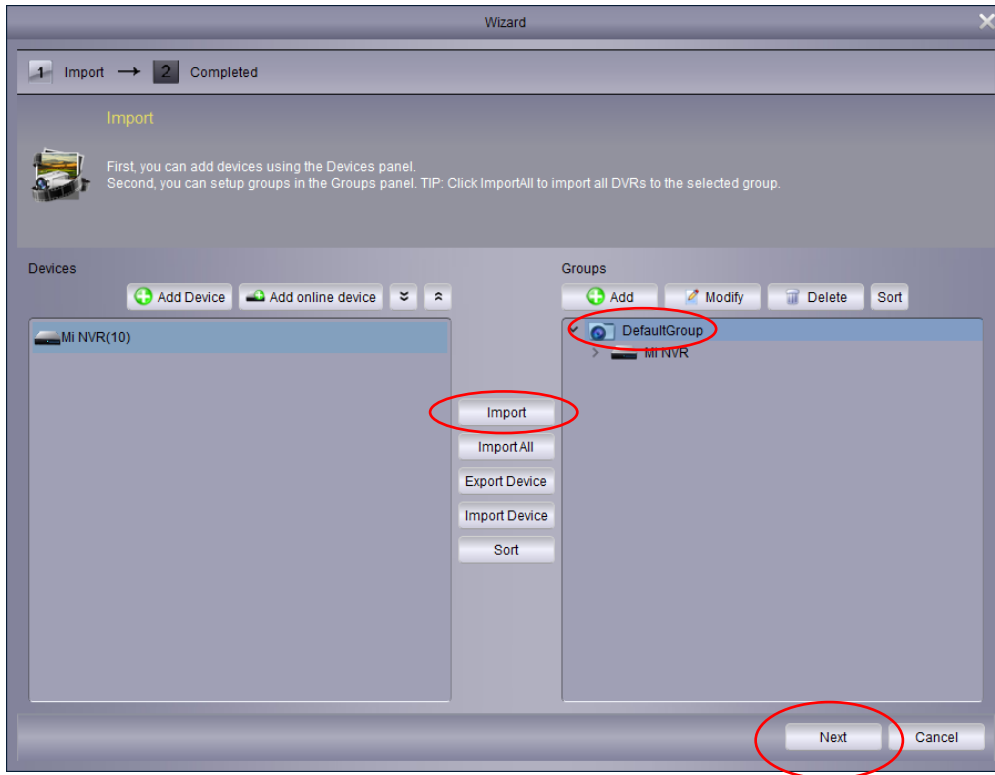 Wizard
1 Import → 2 Completed
Import
First, you can add devices using the Devices panel.
Second, you can setup groups in the Groups panel. TIP: Click ImportAll to import all DVRs to the selected group.
Devices
Add Device Add online device
Mi NVR(10)
Import
ImportAll
Export Device
Import Device
Sort
Groups
Add Modify Delete Sort
DefaultGroup
Mi NVR
Next Cancel